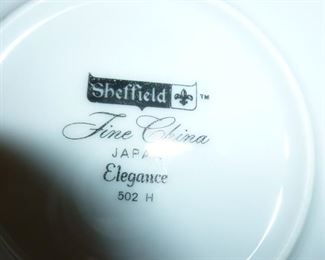 Sheffield ™
Fine China
JAPAN
Elegance
502 H